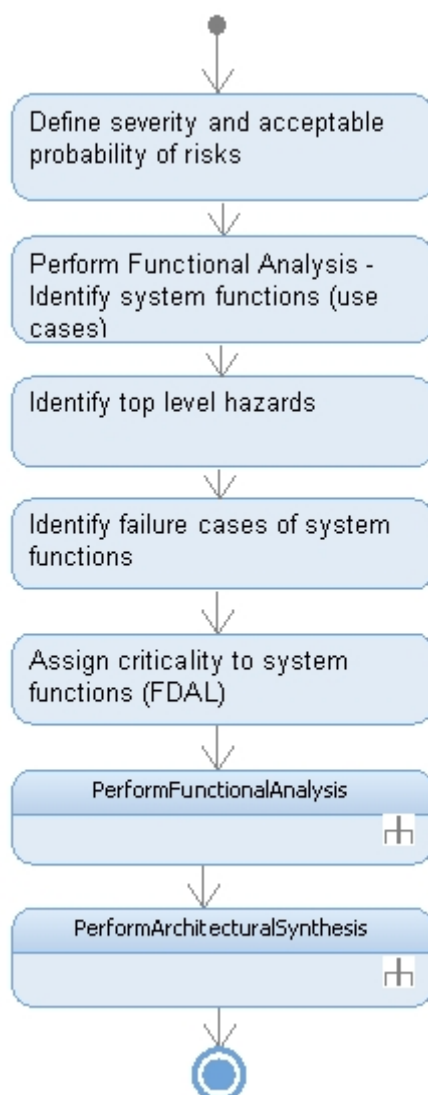 Define severity and acceptable
probability of risks
Perform Functional Analysis -
Identify system functions (use
cases)
Identify top level hazards
Identify failure cases of system
functions
Assign criticality to system
functions (FDAL)
PerformFunctionalAnalysis
PerformArchitecturalSynthesis